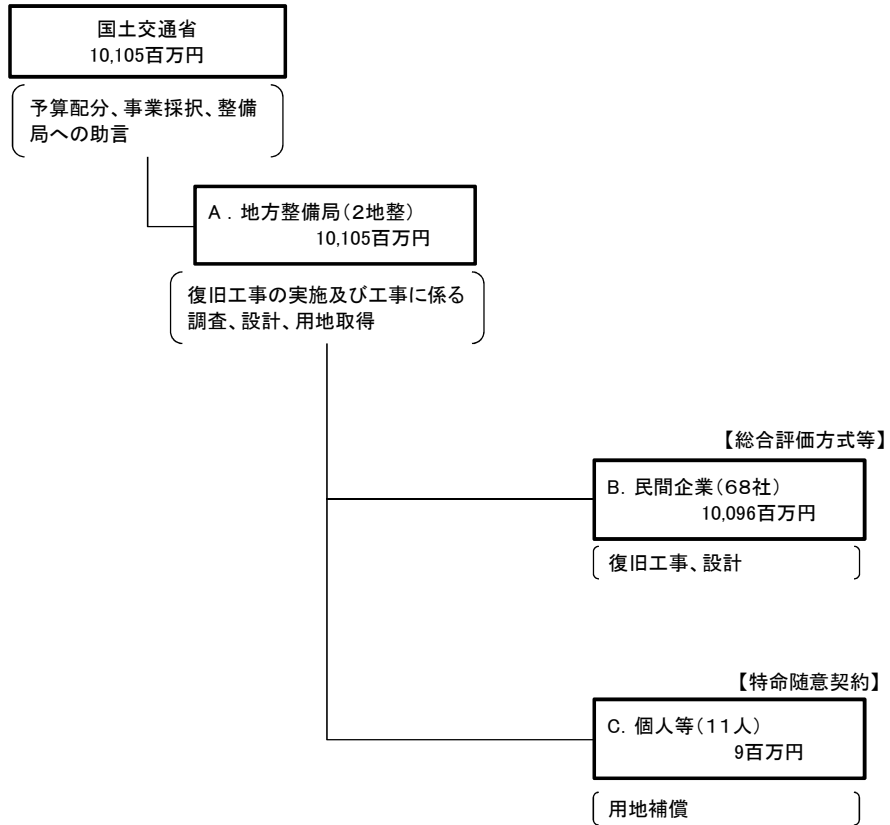 国土交通省
10,105百万円
予算配分、事業採択、整備
局への助言
A．地方整備局（２地整）
10,105百万円
復旧工事の実施及び工事に係る
調査、設計、用地取得
【総合評価方式等】
B．民間企業（６８社）
10,096百万円
復旧工事、設計
【特命随意契約】
C．個人等（１１人）
9百万円
用地補償